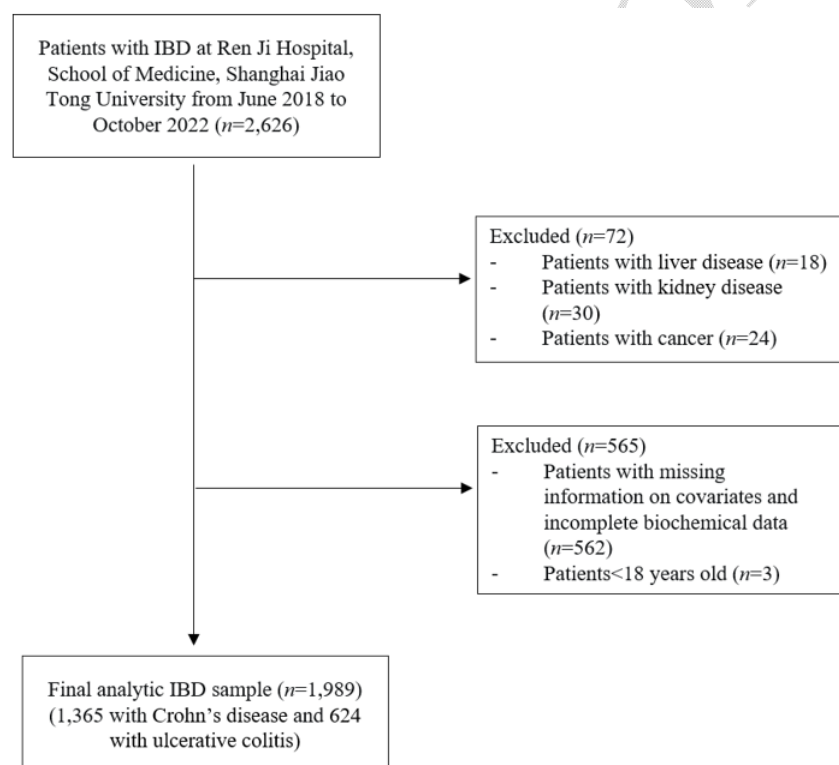 Patients with IBD at Ren Ji Hospital,
School of Medicine, Shanghai Jiao
Tong University from June 2018 to
October 2022 (n=2,626)
Excluded (n=72)
- Patients with liver disease (n=18)
- Patients with kidney disease
(n=30)
- Patients with cancer (n=24)
Excluded (n=565)
- Patients with missing
information on covariates and
incomplete biochemical data
(n=562)
- Patients<18 years old (n=3)
Final analytic IBD sample (n=1,989)
(1,365 with Crohn’s disease and 624
with ulcerative colitis)